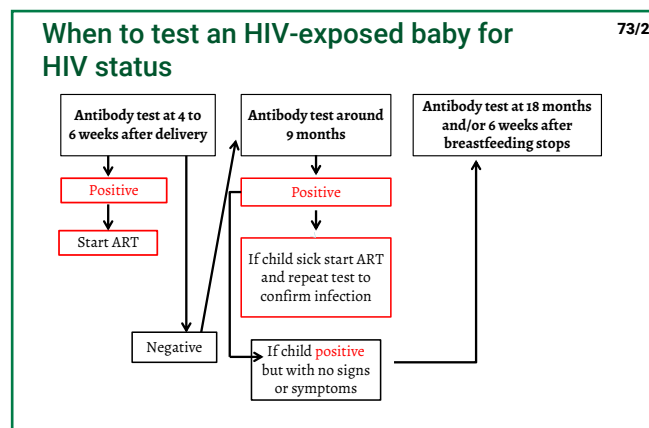 When to test an HIV-exposed baby for
HIV status
73/2
Antibody test at 4 to
6 weeks after delivery
Antibody test around
9 months
Antibody test at 18 months
and/or 6 weeks after
breastfeeding stops
Positive
Positive
Start ART
If child sick start ART
and repeat test to
confirm infection
Negative
If child positive
but with no signs
or symptoms